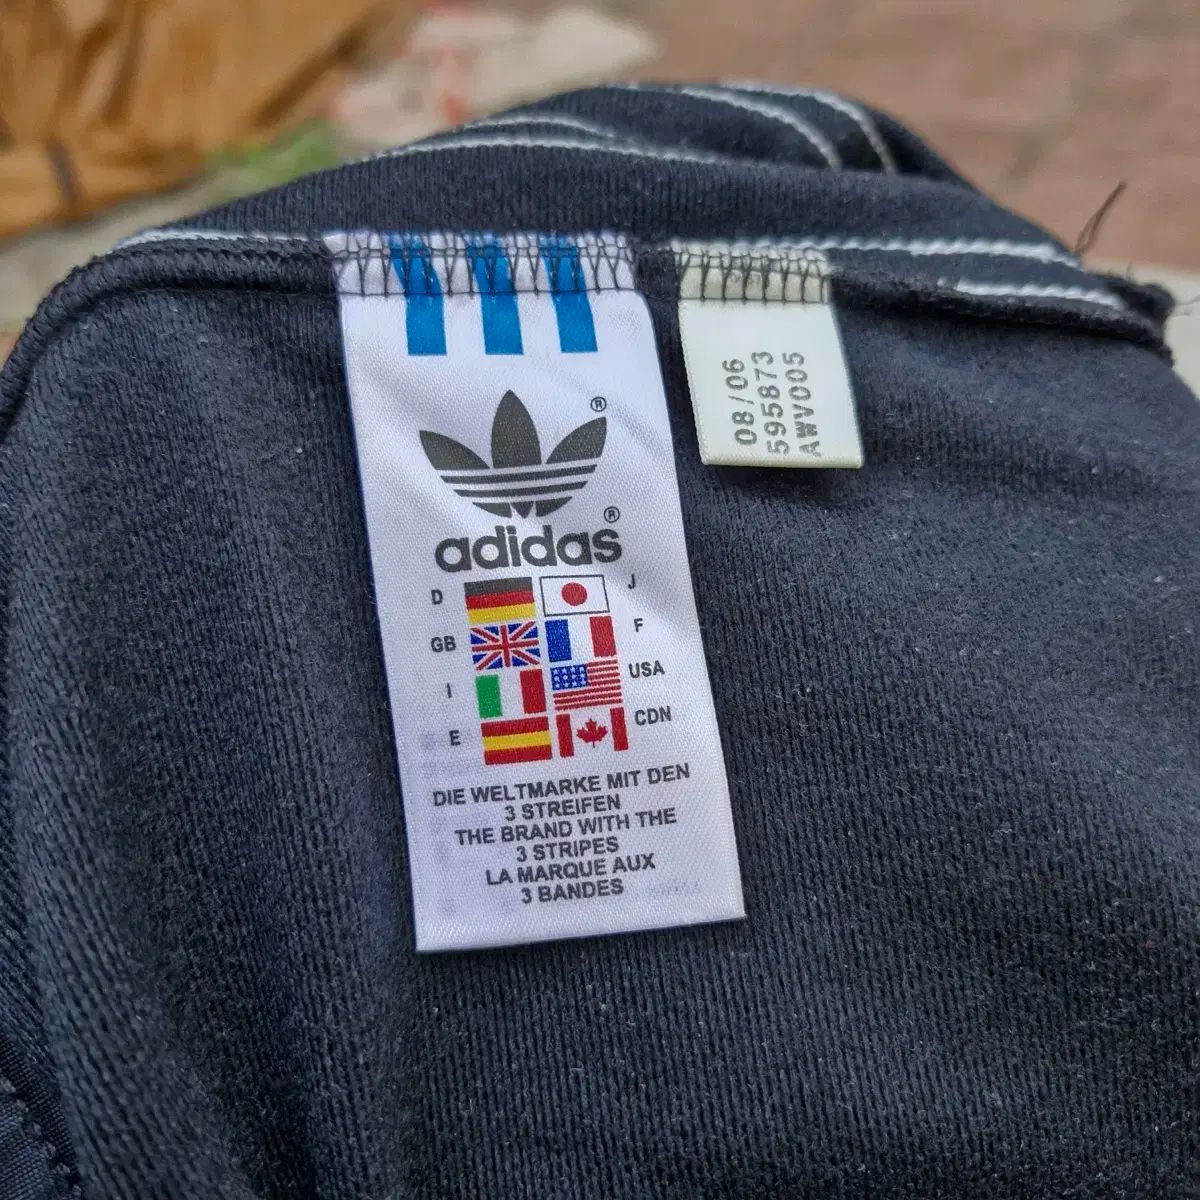 ®
adidas®
D J
GB F
I USA
E CDN
DIE WELTMARKE MIT DEN
3 STREIFEN
THE BRAND WITH THE
3 STRIPES
LA MARQUE AUX
3 BANDES
08/06
595873
AWV005